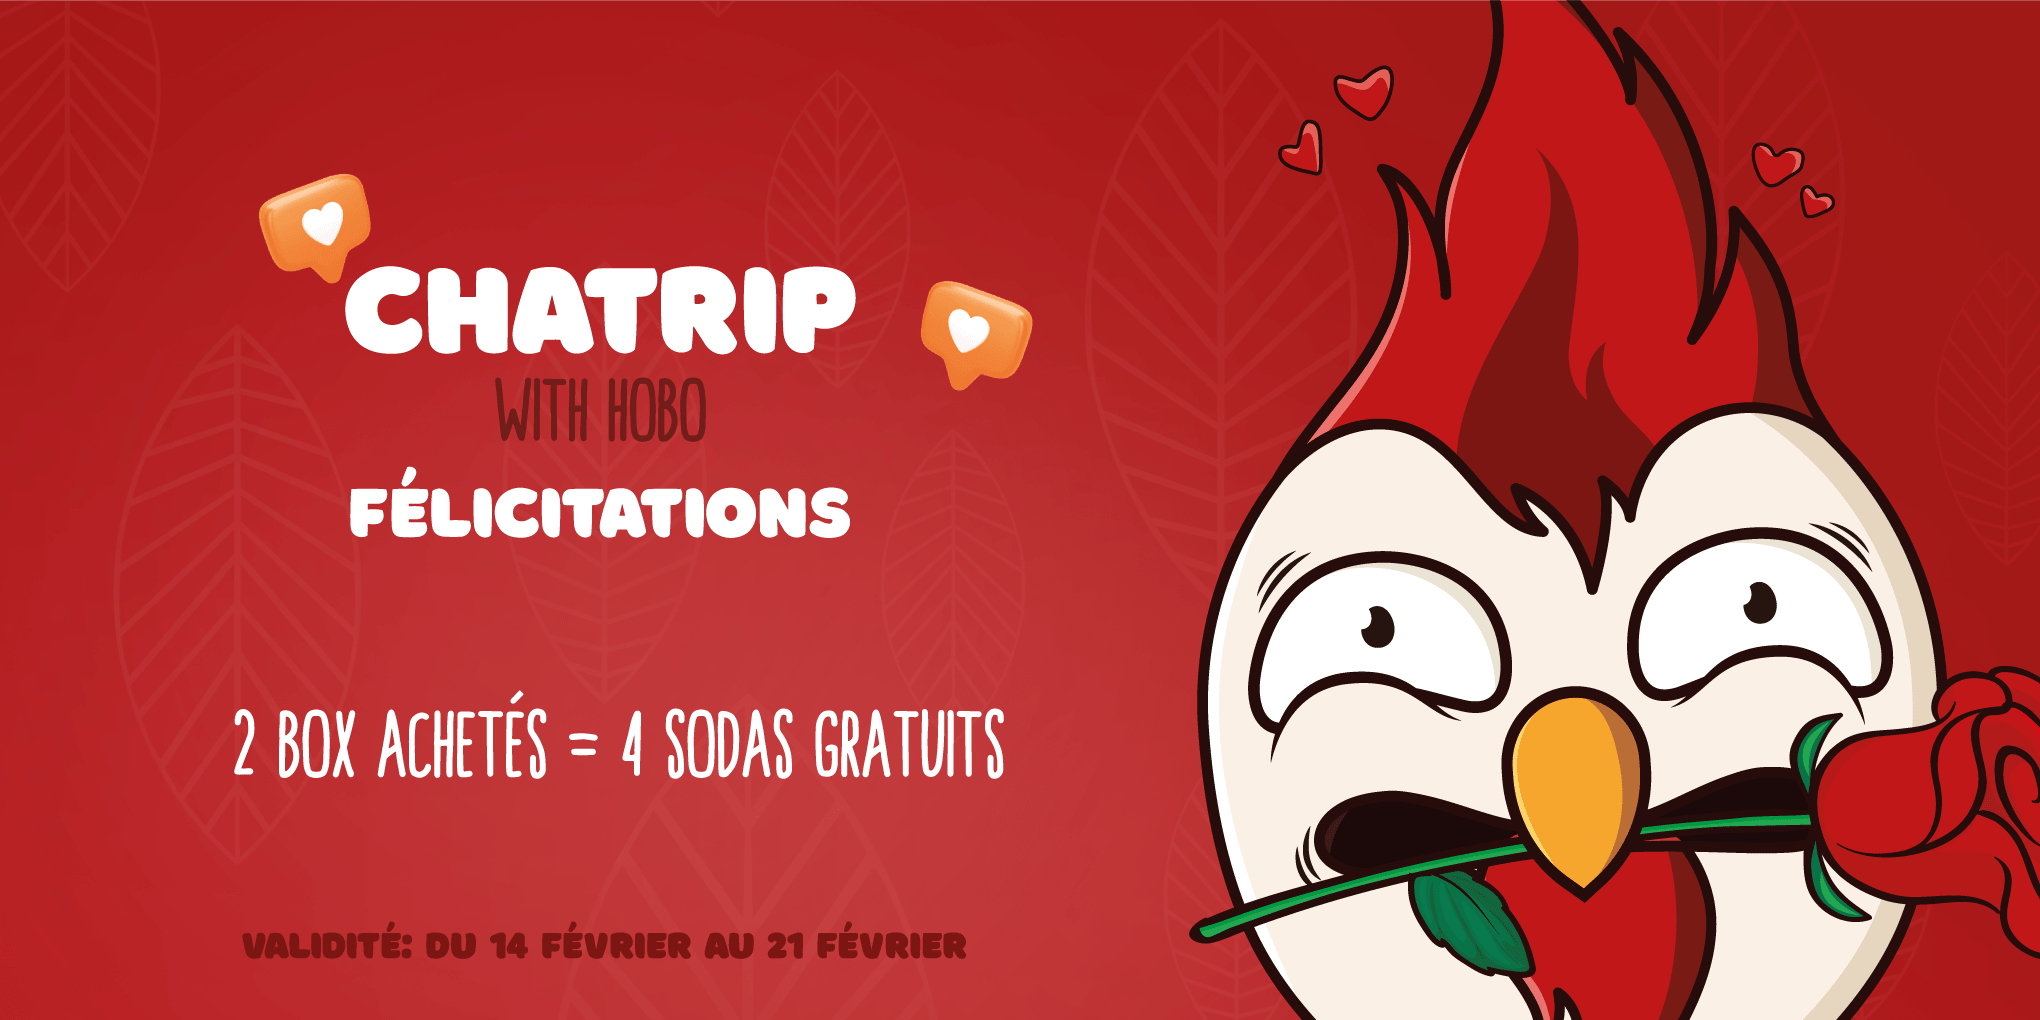 CHATRIP
WITH HOBO
FÉLICITATIONS
2 BOX ACHETÉS = 4 SODAS GRATUITS
VALIDITÉ: DU 14 FÉVRIER AU 21 FÉVRIER